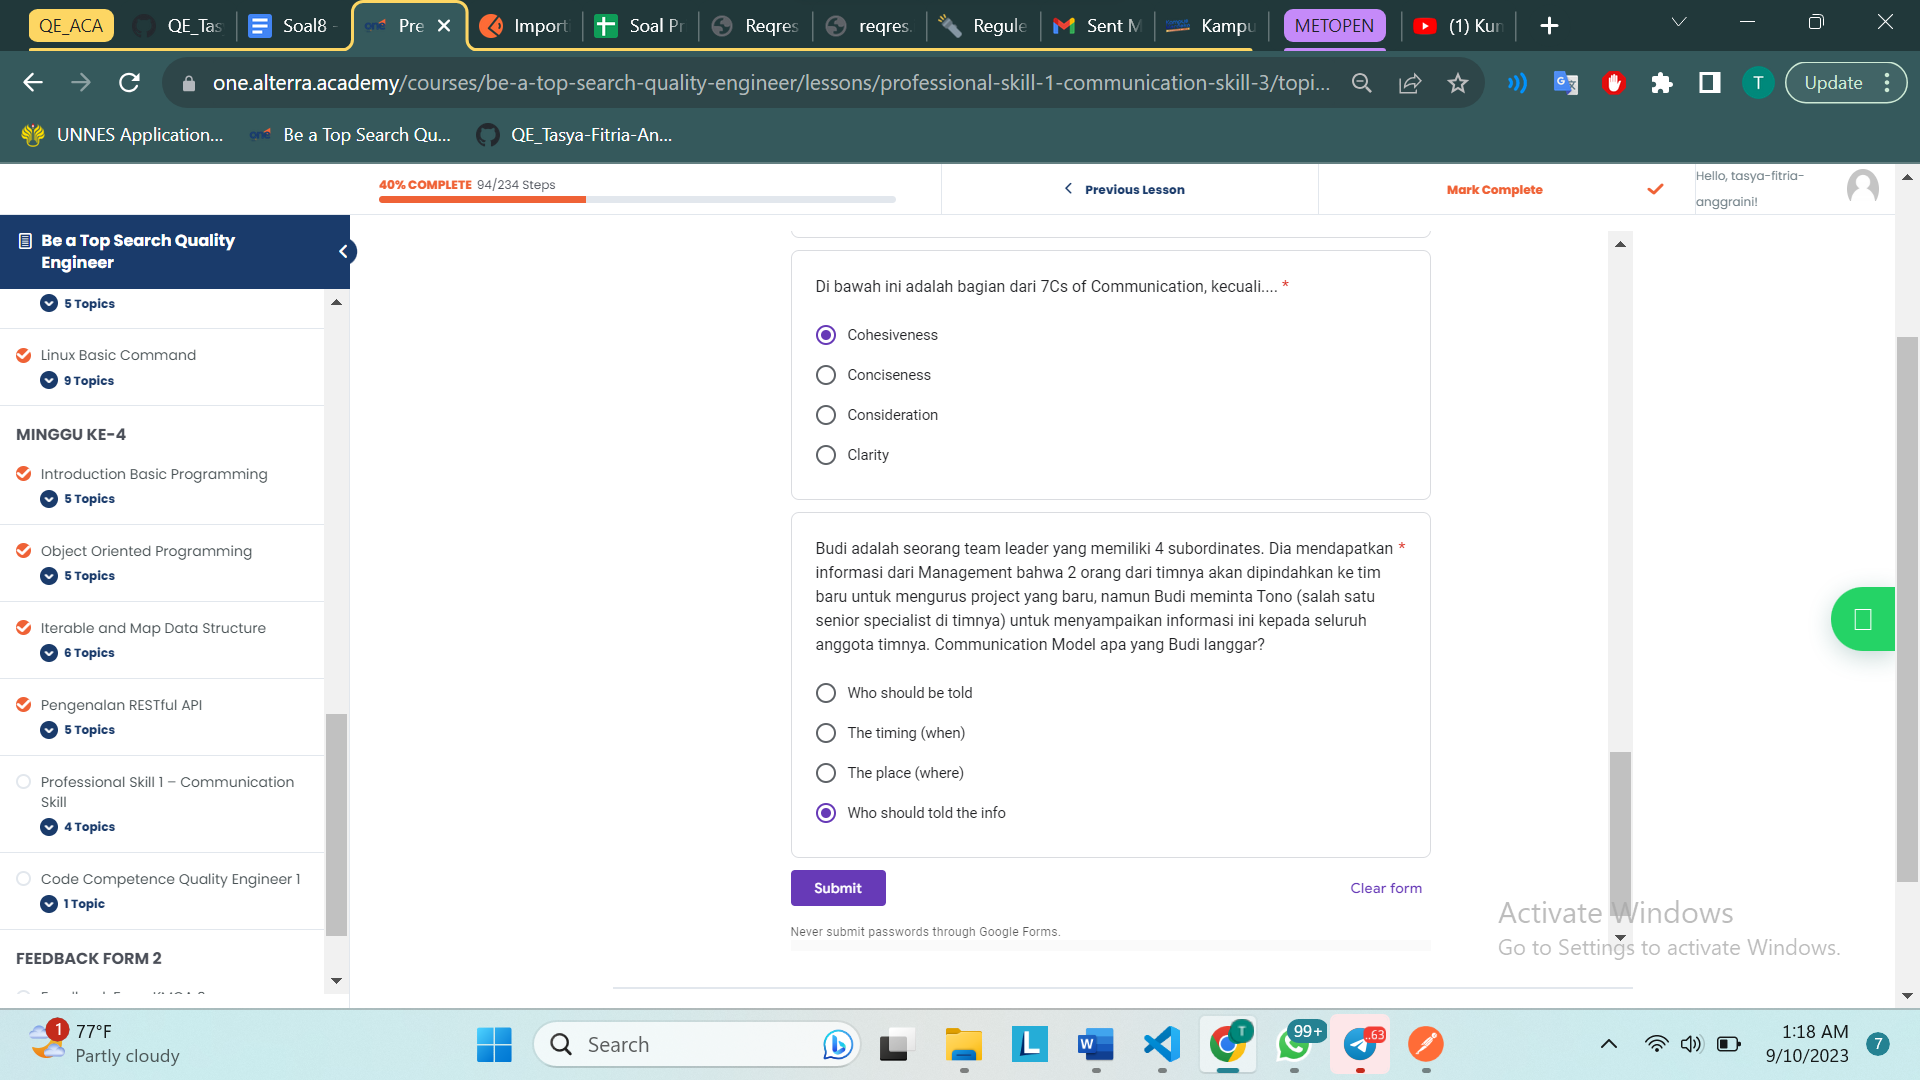 QE_ACA
QE_Tas
Soal8 -
one
Pre
Importi
Soal Pr
Reqres
reqres.
Regule
Sent M
Kampu
METOPEN
(1) Kun
one.alterra.academy/courses/be-a-top-search-quality-engineer/lessons/professional-skill-1-communication-skill-3/topi...
T
Update
UNNES Application...
one
Be a Top Search Qu...
QE_Tasya-Fitria-An...
40% COMPLETE 94/234 Steps
Previous Lesson
Mark Complete
Hello, tasya-fitria-
anggraini!
Be a Top Search Quality
Engineer
5 Topics
Linux Basic Command
9 Topics
MINGGU KE-4
Introduction Basic Programming
5 Topics
Object Oriented Programming
5 Topics
Iterable and Map Data Structure
6 Topics
Pengenalan RESTful API
5 Topics
Professional Skill 1 – Communication
Skill
4 Topics
Code Competence Quality Engineer 1
1 Topic
FEEDBACK FORM 2
Di bawah ini adalah bagian dari 7Cs of Communication, kecuali.... *
Cohesiveness
Conciseness
Consideration
Clarity
Budi adalah seorang team leader yang memiliki 4 subordinates. Dia mendapatkan *
informasi dari Management bahwa 2 orang dari timnya akan dipindahkan ke tim
baru untuk mengurus project yang baru, namun Budi meminta Tono (salah satu
senior specialist di timnya) untuk menyampaikan informasi ini kepada seluruh
anggota timnya. Communication Model apa yang Budi langgar?
Who should be told
The timing (when)
The place (where)
Who should told the info
Submit
Clear form
Never submit passwords through Google Forms.
Activate Windows
Go to Settings to activate Windows.
1
77°F
Partly cloudy
Search
L
W
T
99+
..63
1:18 AM
9/10/2023
7